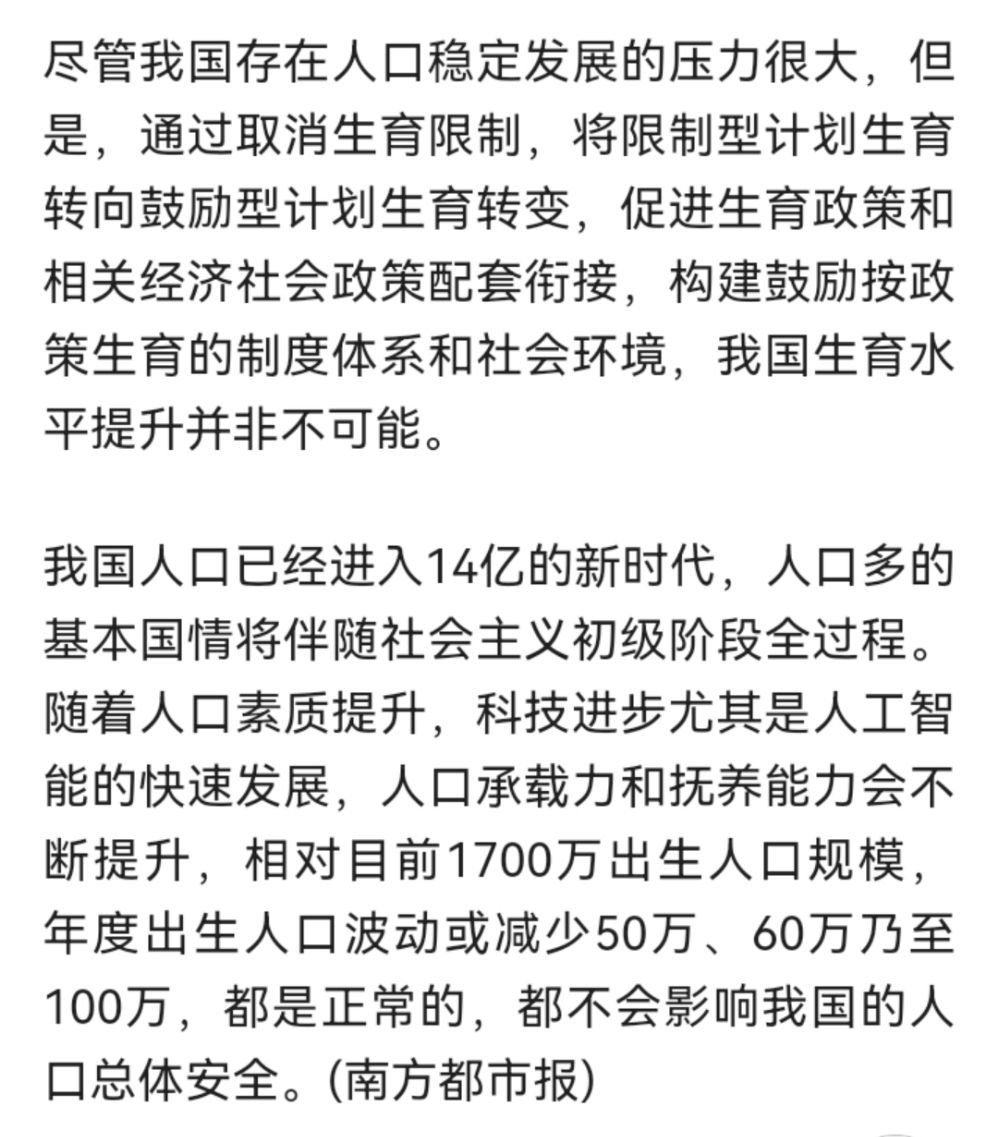 尽管我国存在人口稳定发展的压力很大，但
是，通过取消生育限制，将限制型计划生育
转向鼓励型计划生育转变，促进生育政策和
相关经济社会政策配套衔接，构建鼓励按政
策生育的制度体系和社会环境，我国生育水
平提升并非不可能。
我国人口已经进入14亿的新时代，人口多的
基本国情将伴随社会主义初级阶段全过程。
随着人口素质提升，科技进步尤其是人工智
能的快速发展，人口承载力和抚养能力会不
断提升，相对目前1700万出生人口规模，
年度出生人口波动或减少50万、60万乃至
100万，都是正常的，都不会影响我国的人
口总体安全。(南方都市报)